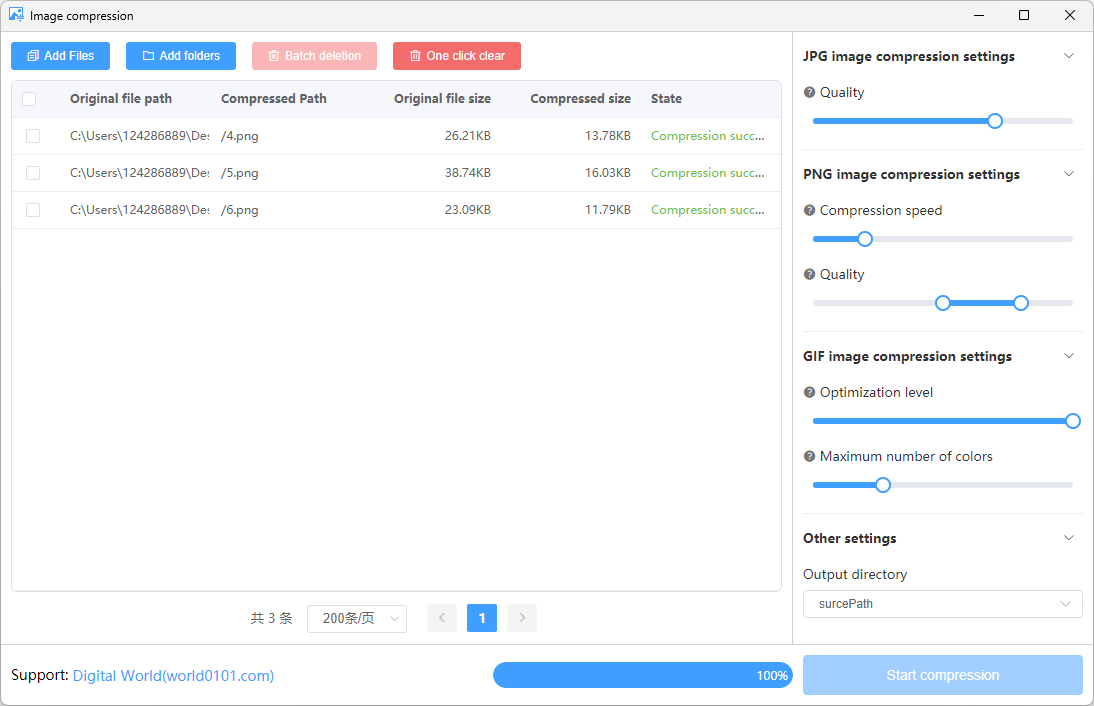 Image compression
Add Files
Add folders
Batch deletion
One click clear
Original file path Compressed Path Original file size Compressed size State
C:\Users\124286889\Des /4.png 26.21KB 13.78KB Compression succ...
C:\Users\124286889\Des /5.png 38.74KB 16.03KB Compression succ...
C:\Users\124286889\Des /6.png 23.09KB 11.79KB Compression succ...
共 3 条 200条/页 1
JPG image compression settings
Quality
PNG image compression settings
Compression speed
Quality
GIF image compression settings
Optimization level
Maximum number of colors
Other settings
Output directory
surcePath
Support: Digital World(world0101.com)
100%
Start compression